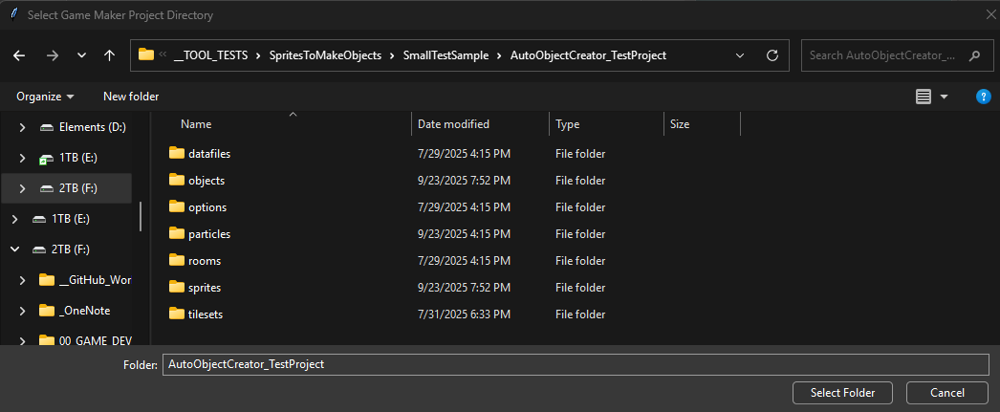 Select Game Maker Project Directory
« __TOOL_TESTS > SpritesToMakeObjects > SmallTestSample > AutoObjectCreator_TestProject
Search AutoObjectCreator_...
Organize New folder ?
Elements (D:)
1TB (E:)
2TB (F:)
1TB (E:)
2TB (F:)
__GitHub_Wor
_OneNote
00 GAME DEV
Name Date modified Type Size
datafiles 7/29/2025 4:15 PM File folder
objects 9/23/2025 7:52 PM File folder
options 7/29/2025 4:15 PM File folder
particles 9/23/2025 4:15 PM File folder
rooms 7/29/2025 4:15 PM File folder
sprites 9/23/2025 7:52 PM File folder
tilesets 7/31/2025 6:33 PM File folder
Folder: AutoObjectCreator_TestProject
Select Folder Cancel